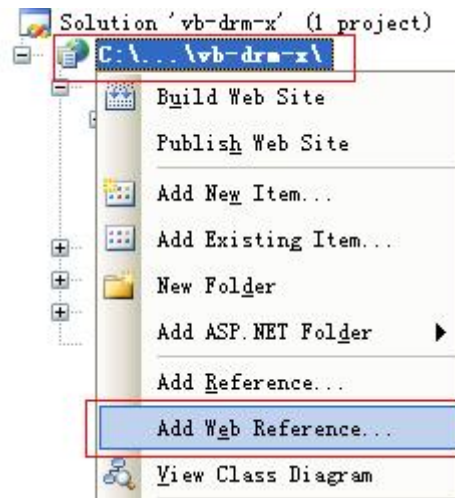 Solution 'vb-drm-x' (1 project)
C:\...\vb-drm-x\
Build Web Site
Publish Web Site
Add New Item...
Add Existing Item...
New Folder
Add ASP.NET Folder
Add Reference...
Add Web Reference...
View Class Diagram